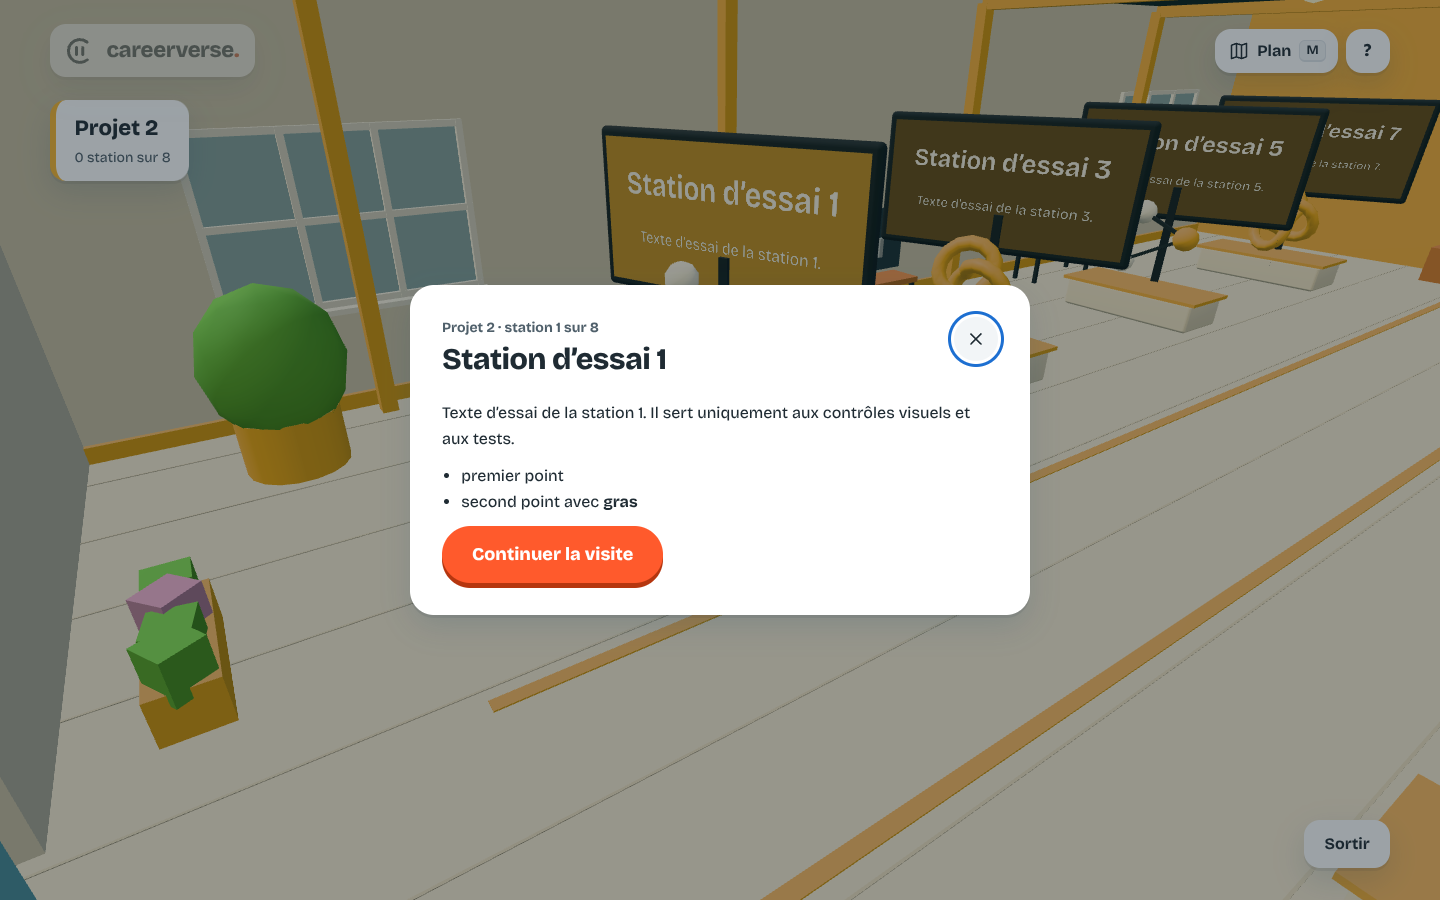 careerverse.
Plan M ?
Projet 2
0 station sur 8
Station d'essai 1
Texte d'essai de la station 1.
Station d'essai 3
Texte d'essai de la station 3.
on d'essai 5
essai de la station 5.
d'essai 7
de la station 7.
Projet 2 · station 1 sur 8
Station d'essai 1
Texte d'essai de la station 1. Il sert uniquement aux contrôles visuels et
aux tests.
• premier point
• second point avec gras
Continuer la visite
Sortir